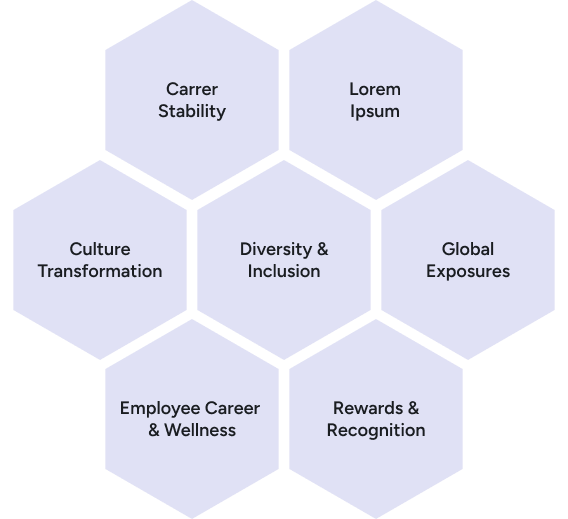 Carrer
Stability
Lorem
Ipsum
Culture
Transformation
Diversity &
Inclusion
Global
Exposures
Employee Career
& Wellness
Rewards &
Recognition